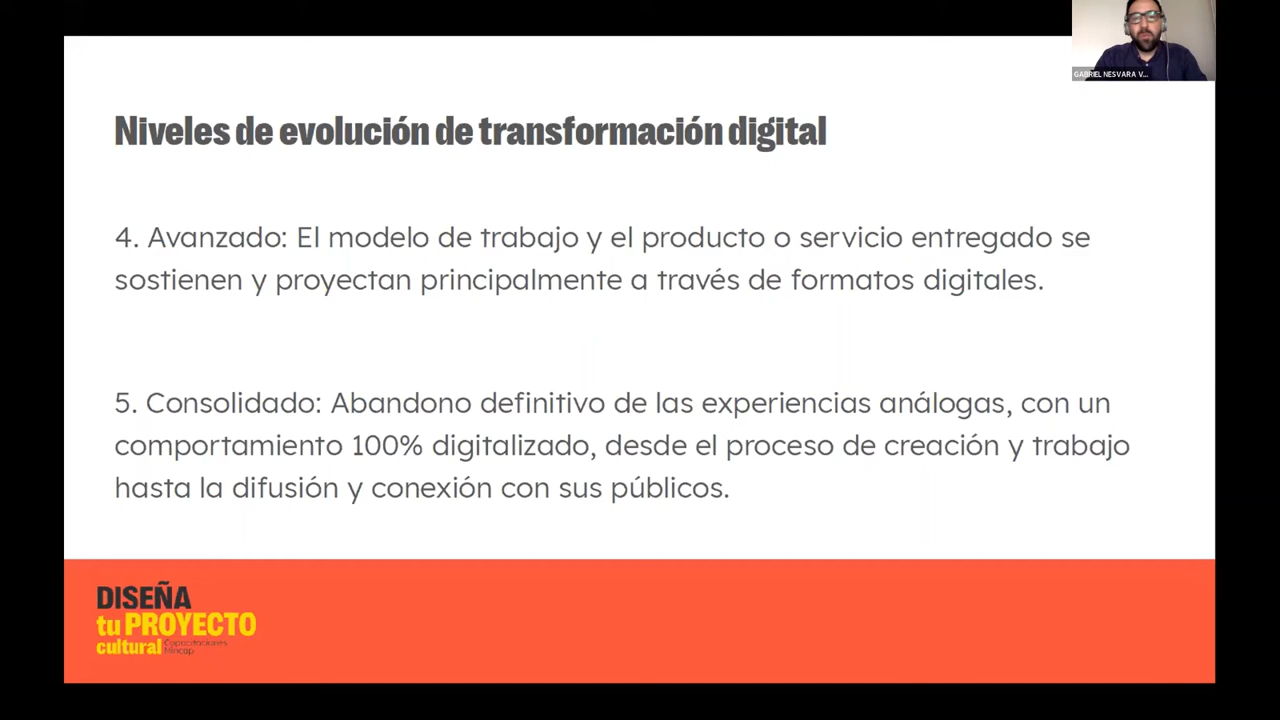 GABRIEL NESVARA V...
Niveles de evolución de transformación digital
4. Avanzado: El modelo de trabajo y el producto o servicio entregado se
sostienen y proyectan principalmente a través de formatos digitales.
5. Consolidado: Abandono definitivo de las experiencias análogas, con un
comportamiento 100% digitalizado, desde el proceso de creación y trabajo
hasta la difusión y conexión con sus públicos.
DISEÑA
tu PROYECTO
cultural
Capacitaciones
Mincap